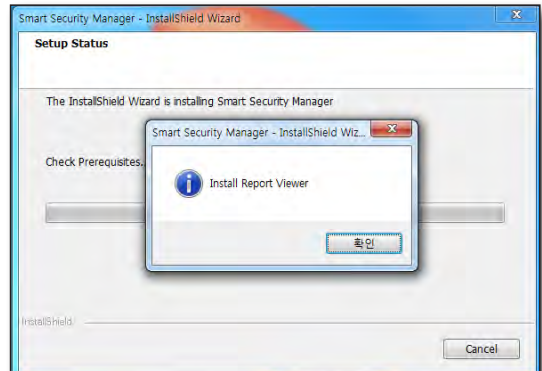 Smart Security Manager - InstallShield Wizard
Setup Status
The InstallShield Wizard is installing Smart Security Manager
Smart Security Manager - InstallShield Wiz...
Check Prerequisites.
Install Report Viewer
확인
InstallShield
Cancel